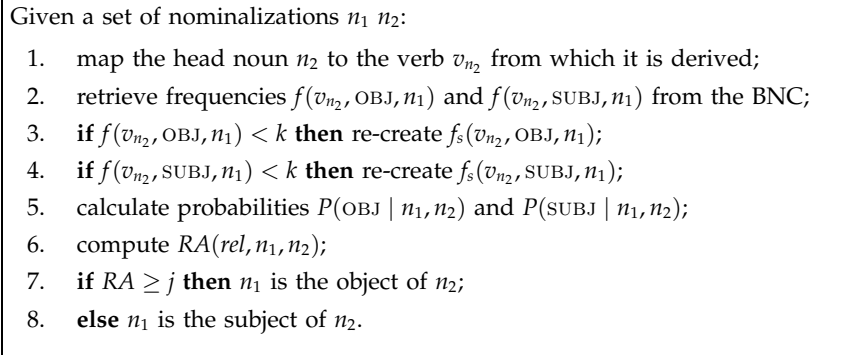 Given a set of nominalizations n₁ n₂:
1. map the head noun n₂ to the verb vₙ₂ from which it is derived;
2. retrieve frequencies f(vₙ₂, OBJ, n₁) and f(vₙ₂, SUBJ, n₁) from the BNC;
3. if f(vₙ₂, OBJ, n₁) < k then re-create fₛ(vₙ₂, OBJ, n₁);
4. if f(vₙ₂, SUBJ, n₁) < k then re-create fₛ(vₙ₂, SUBJ, n₁);
5. calculate probabilities P(OBJ | n₁, n₂) and P(SUBJ | n₁, n₂);
6. compute RA(rel, n₁, n₂);
7. if RA ≥ j then n₁ is the object of n₂;
8. else n₁ is the subject of n₂.